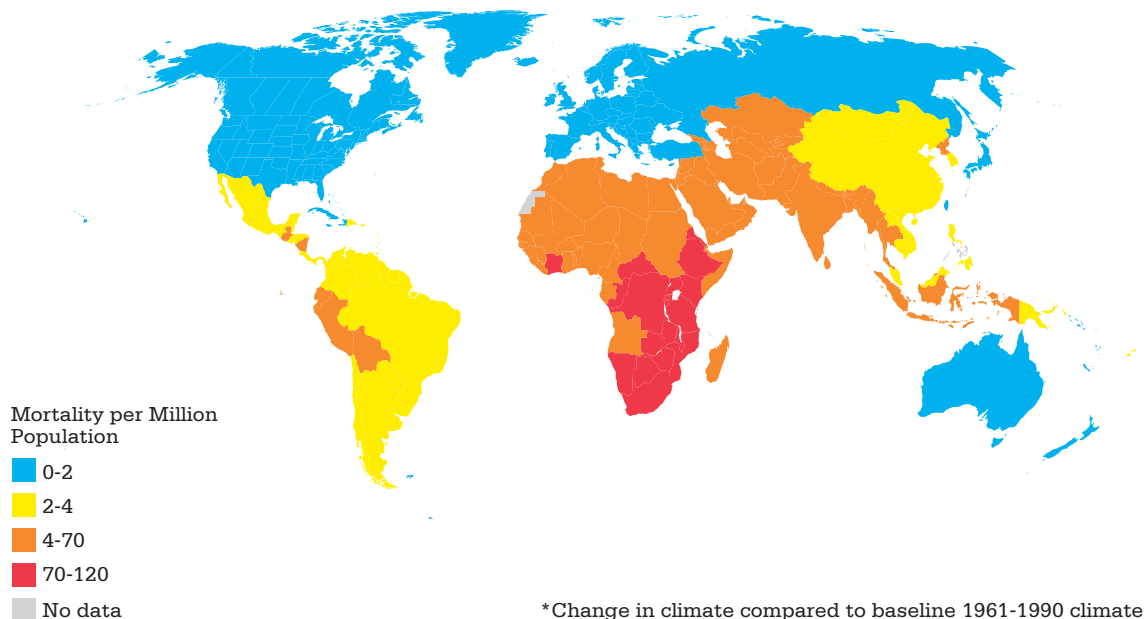 Mortality per Million
Population
0-2
2-4
4-70
70-120
No data
*Change in climate compared to baseline 1961-1990 climate